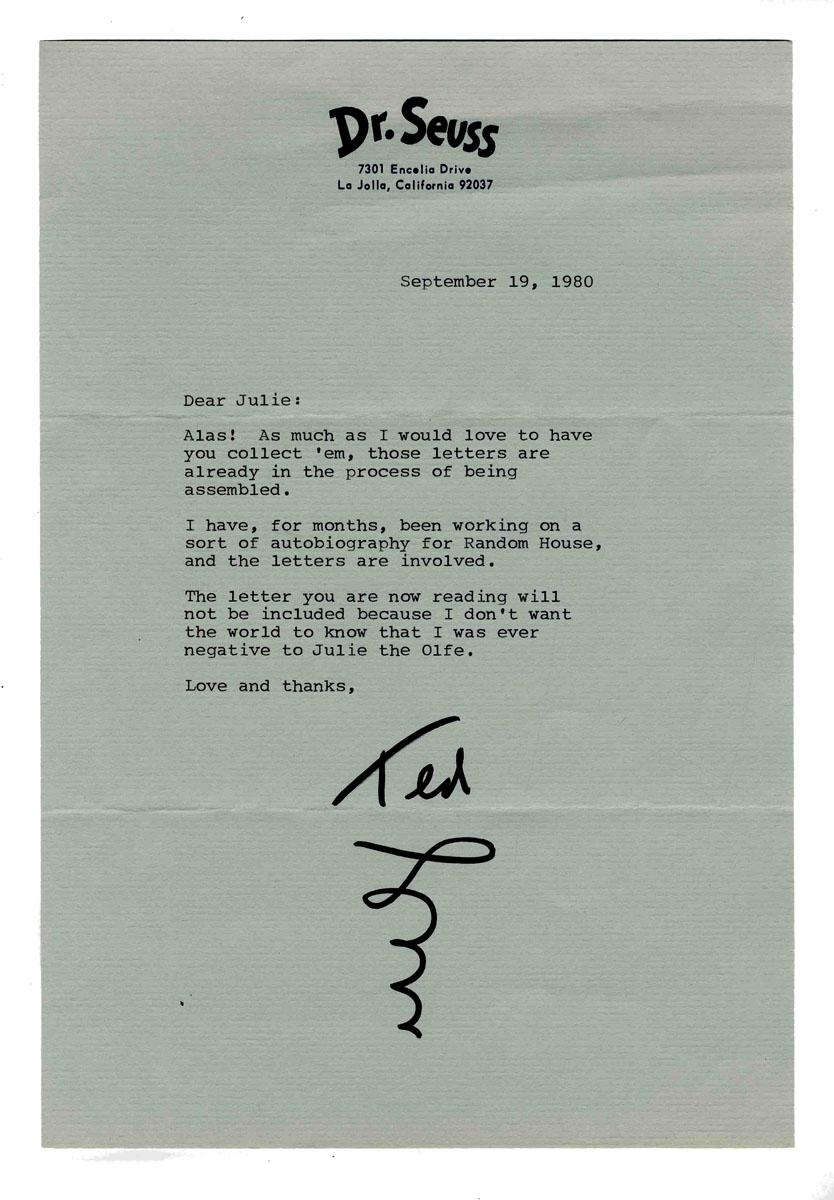 Dr. Seuss
7301 Encelia Drive
La Jolla, California 92037
September 19, 1980
Dear Julie:
Alas!  As much as I would love to have
you collect 'em, those letters are
already in the process of being
assembled.
I have, for months, been working on a
sort of autobiography for Random House,
and the letters are involved.
The letter you are now reading will
not be included because I don't want
the world to know that I was ever
negative to Julie the Olfe.
Love and thanks,
Ted